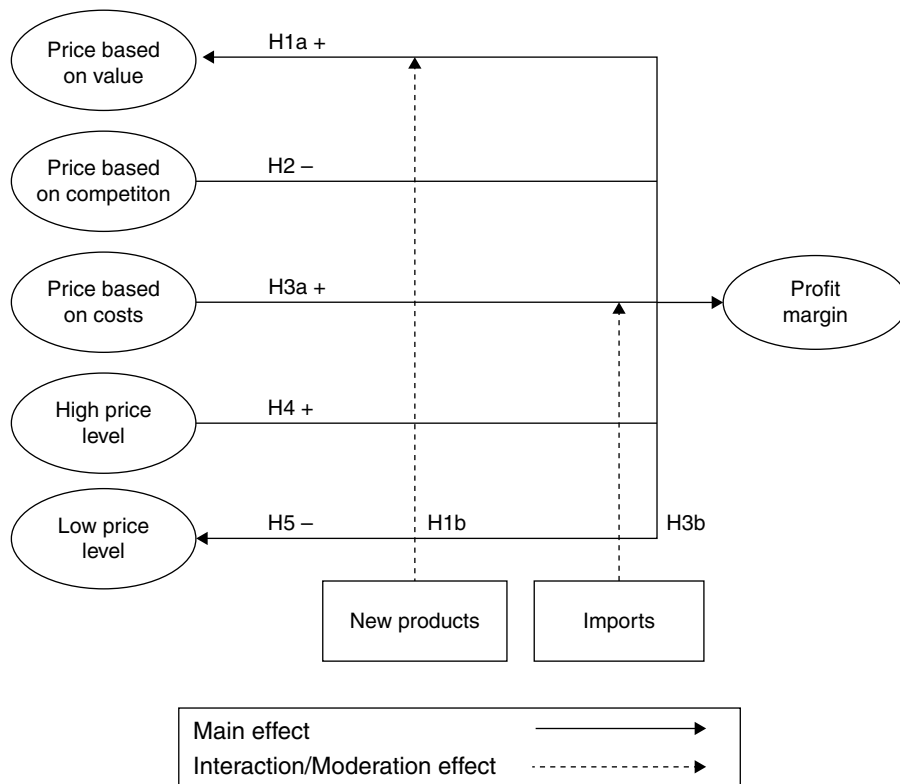 Price based
on value
H1a +
Price based
on competiton
H2 –
Price based
on costs
H3a +
Profit
margin
High price
level
H4 +
Low price
level
H5 –
H1b
H3b
New products
Imports
Main effect
Interaction/Moderation effect